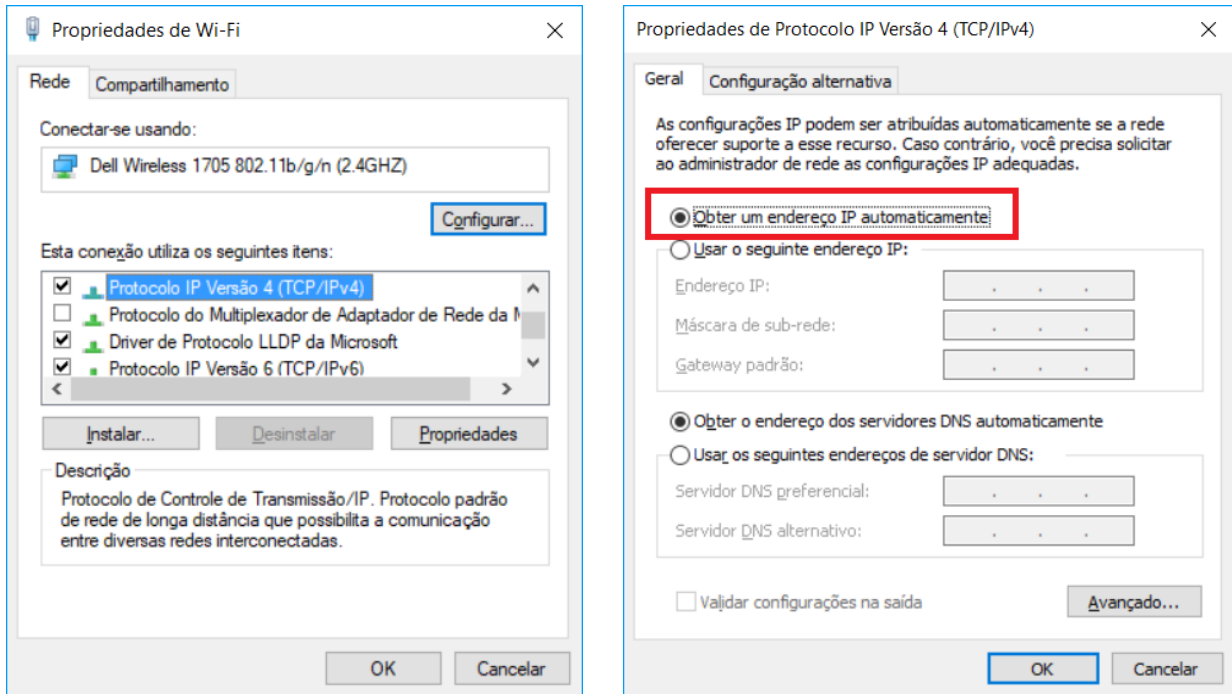 Propriedades de Wi-Fi
Rede
Compartilhamento
Conectar-se usando:
Dell Wireless 1705 802.11b/g/n (2.4GHZ)
Configurar...
Esta conexão utiliza os seguintes itens:
Protocolo IP Versão 4 (TCP/IPv4)
Protocolo do Multiplexador de Adaptador de Rede da
Driver de Protocolo LLDP da Microsoft
Protocolo IP Versão 6 (TCP/IPv6)
Instalar...
Desinstalar
Propriedades
Descrição
Protocolo de Controle de Transmissão/IP. Protocolo padrão
de rede de longa distância que possibilita a comunicação
entre diversas redes interconectadas.
OK
Cancelar
Propriedades de Protocolo IP Versão 4 (TCP/IPv4)
Geral
Configuração alternativa
As configurações IP podem ser atribuídas automaticamente se a rede
oferecer suporte a esse recurso. Caso contrário, você precisa solicitar
ao administrador de rede as configurações IP adequadas.
Obter um endereço IP automaticamente
Usar o seguinte endereço IP:
Endereço IP:
Máscara de sub-rede:
Gateway padrão:
Obter o endereço dos servidores DNS automaticamente
Usar os seguintes endereços de servidor DNS:
Servidor DNS preferencial:
Servidor DNS alternativo:
Validar configurações na saída
Avançado...
OK
Cancelar